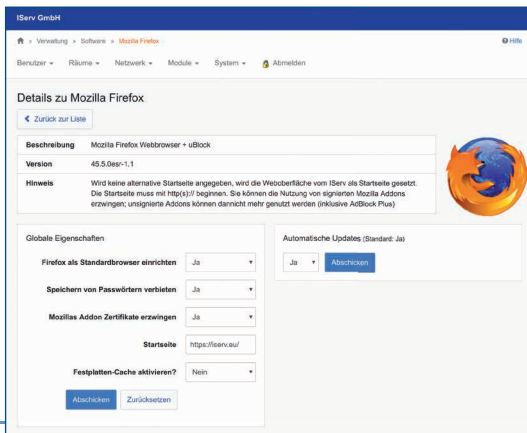 IServ GmbH
» Verwaltung » Software » Mozilla Firefox
Hilfe
Benutzer Räume Netzwerk Module System Abmelden
Details zu Mozilla Firefox
Zurück zur Liste
Beschreibung Mozilla Firefox Webbrowser + uBlock
Version 45.5.0esr-1.1
Hinweis Wird keine alternative Startseite angegeben, wird die Weboberfläche vom IServ als Startseite gesetzt.
Die Startseite muss mit http(s):// beginnen. Sie können die Nutzung von signierten Mozilla Addons
erzwingen; unsignierte Addons können dannicht mehr genutzt werden (inklusive AdBlock Plus)
Globale Eigenschaften
Firefox als Standardbrowser einrichten Ja
Speichern von Passwörtern verbieten Ja
Mozillas Addon Zertifikate erzwingen Ja
Startseite https://iserv.eu/
Festplatten-Cache aktivieren? Nein
Abschicken Zurücksetzen
Automatische Updates (Standard: Ja)
Ja Abschicken